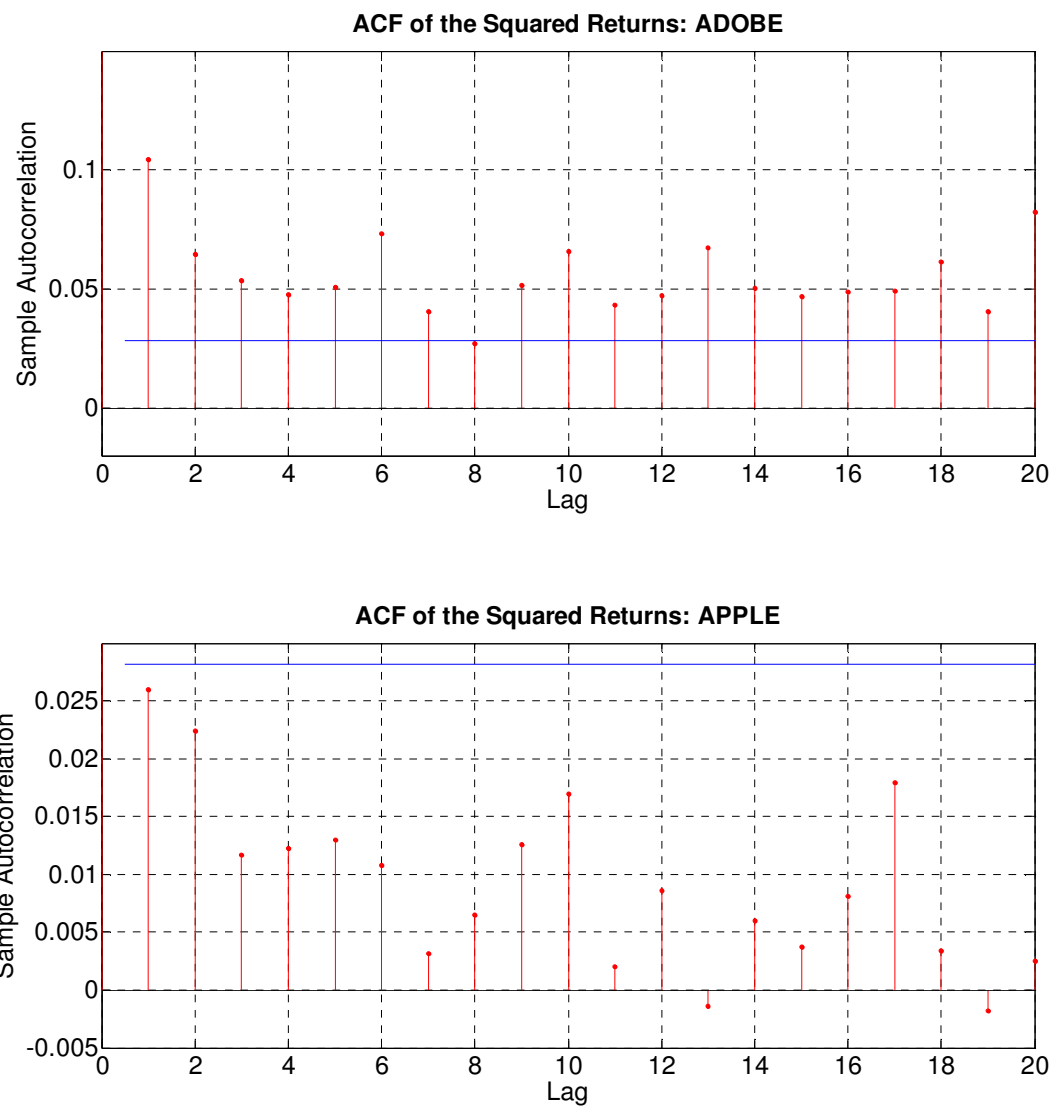 ACF of the Squared Returns: ADOBE
Sample Autocorrelation
0.1
0.05
0
0 2 4 6 8 10 12 14 16 18 20
Lag
ACF of the Squared Returns: APPLE
Sample Autocorrelation
0.025
0.02
0.015
0.01
0.005
0
-0.005
0 2 4 6 8 10 12 14 16 18 20
Lag